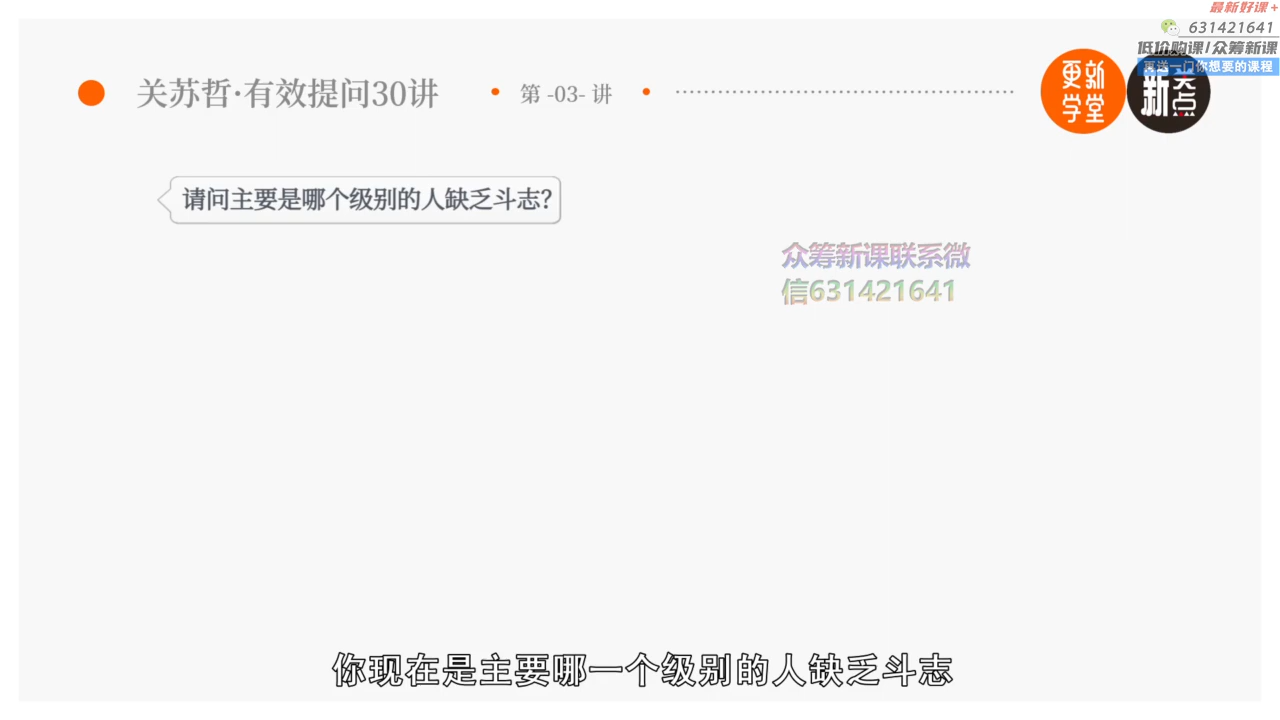 最新好课+
631421641
低价购课/众筹新课
再送一门你想要的课程
关苏哲·有效提问30讲
第 -03- 讲
更新学堂
新关点
请问主要是哪个级别的人缺乏斗志?
众筹新课联系微
信631421641
你现在是主要哪一个级别的人缺乏斗志